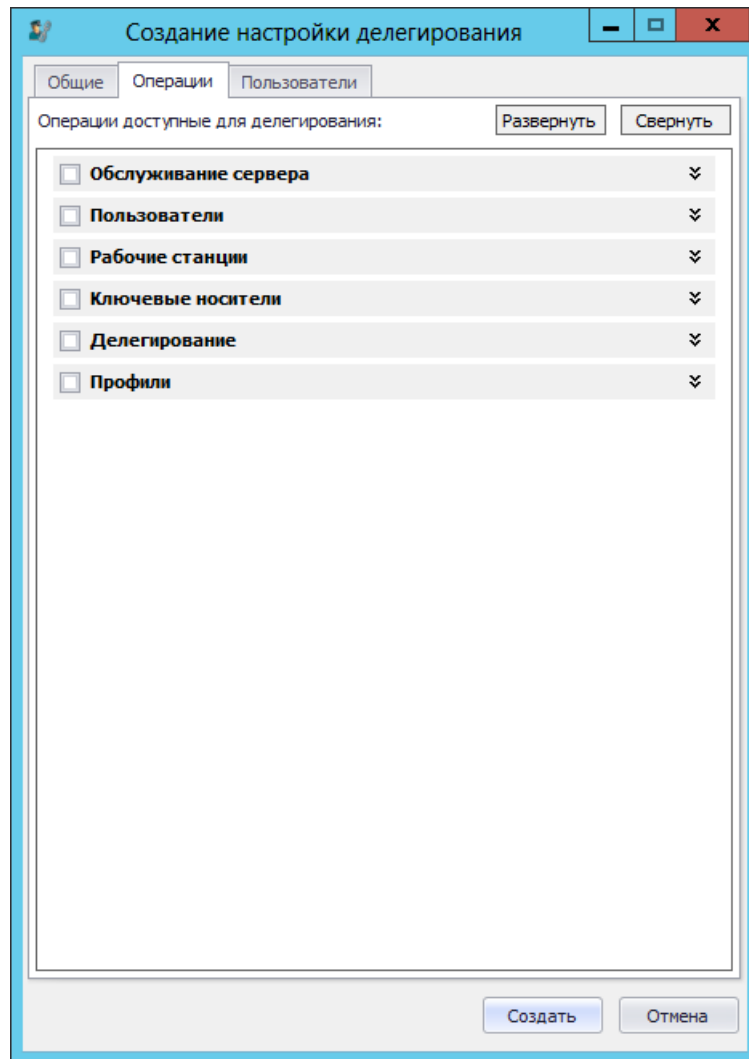 Создание настройки делегирования
Общие Операции Пользователи
Операции доступные для делегирования: Развернуть Свернуть
Обслуживание сервера
Пользователи
Рабочие станции
Ключевые носители
Делегирование
Профили
Создать Отмена